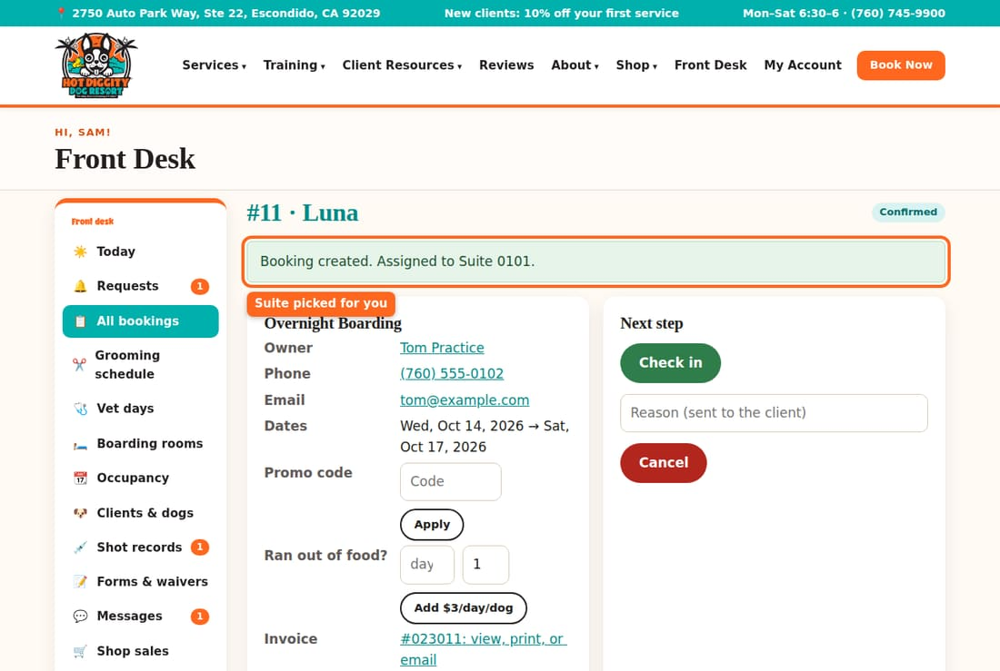 📍 2750 Auto Park Way, Ste 22, Escondido, CA 92029
New clients: 10% off your first service
Mon–Sat 6:30–6 · (760) 745-9900
HOT DIGGITY
DOG RESORT
Services ▾
Training ▾
Client Resources ▾
Reviews
About ▾
Shop ▾
Front Desk
My Account
Book Now
HI, SAM!
Front Desk
Front desk
☀️ Today
🔔 Requests 1
📋 All bookings
✂️ Grooming
schedule
🩺 Vet days
🛏️ Boarding rooms
📆 Occupancy
🐶 Clients & dogs
💉 Shot records 1
📝 Forms & waivers
💬 Messages 1
🛒 Shop sales
#11 · Luna
Confirmed
Booking created. Assigned to Suite 0101.
Suite picked for you
Overnight Boarding
Owner Tom Practice
Phone (760) 555-0102
Email tom@example.com
Dates Wed, Oct 14, 2026 → Sat,
Oct 17, 2026
Promo code Code
Apply
Ran out of food? day 1
Add $3/day/dog
Invoice #023011: view, print, or
email
Next step
Check in
Reason (sent to the client)
Cancel